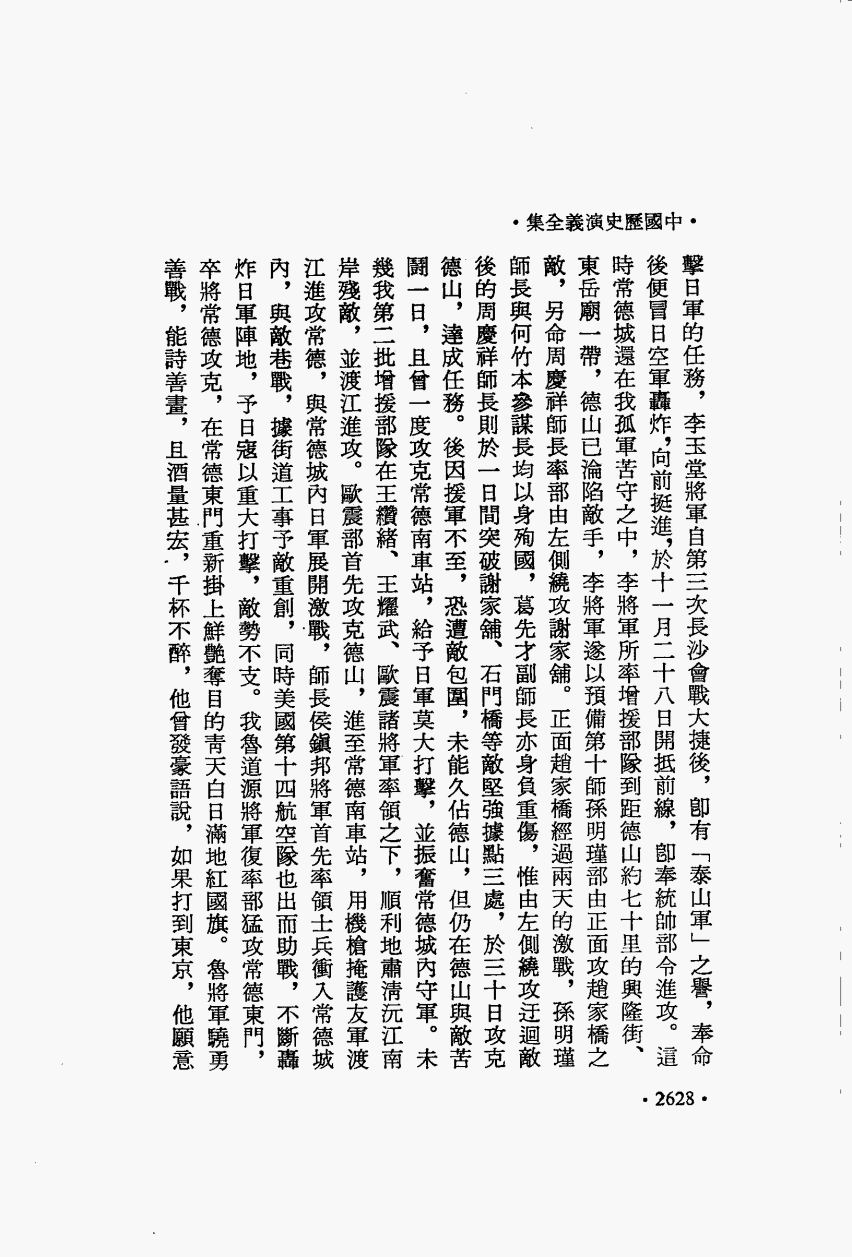 •中國歷史演義全集•
擊日軍的任務，李玉堂將軍自第三次長沙會戰大捷後，卽有「泰山軍」之譽，奉命
後便冒日空軍轟炸，向前挺進，於十一月二十八日開抵前線，卽奉統帥部令進攻。這
時常德城還在我孤軍苦守之中，李將軍所率增援部隊到距德山約七十里的興隆街、
東岳廟一帶，德山已淪陷敵手，李將軍遂以預備第十師孫明瑾部由正面攻趙家橋之
敵，另命周慶祥師長率部由左側繞攻謝家舖。正面趙家橋經過兩天的激戰，孫明瑾
師長與何竹本參謀長均以身殉國，葛先才副師長亦身負重傷，惟由左側繞攻迂迴敵
後的周慶祥師長則於一日間突破謝家舖、石門橋等敵堅強據點三處，於三十日攻克
德山，達成任務。後因援軍不至，恐遭敵包圍，未能久佔德山，但仍在德山與敵苦
鬪一日，且曾一度攻克常德南車站，給予日軍莫大打擊，並振奮常德城內守軍。未
幾我第二批增援部隊在王纘緒、王耀武、歐震諸將軍率領之下，順利地肅清沅江南
岸殘敵，並渡江進攻。歐震部首先攻克德山，進至常德南車站，用機槍掩護友軍渡
江進攻常德，與常德城內日軍展開激戰，師長侯鎭邦將軍首先率領士兵衝入常德城
內，與敵巷戰，據街道工事予敵重創，同時美國第十四航空隊也出而助戰，不斷轟
炸日軍陣地，予日寇以重大打擊，敵勢不支。我魯道源將軍復率部猛攻常德東門，
卒將常德攻克，在常德東門重新掛上鮮艷奪目的靑天白日滿地紅國旗。魯將軍驍勇
善戰，能詩善畫，且酒量甚宏，千杯不醉，他曾發豪語說，如果打到東京，他願意
•2628•